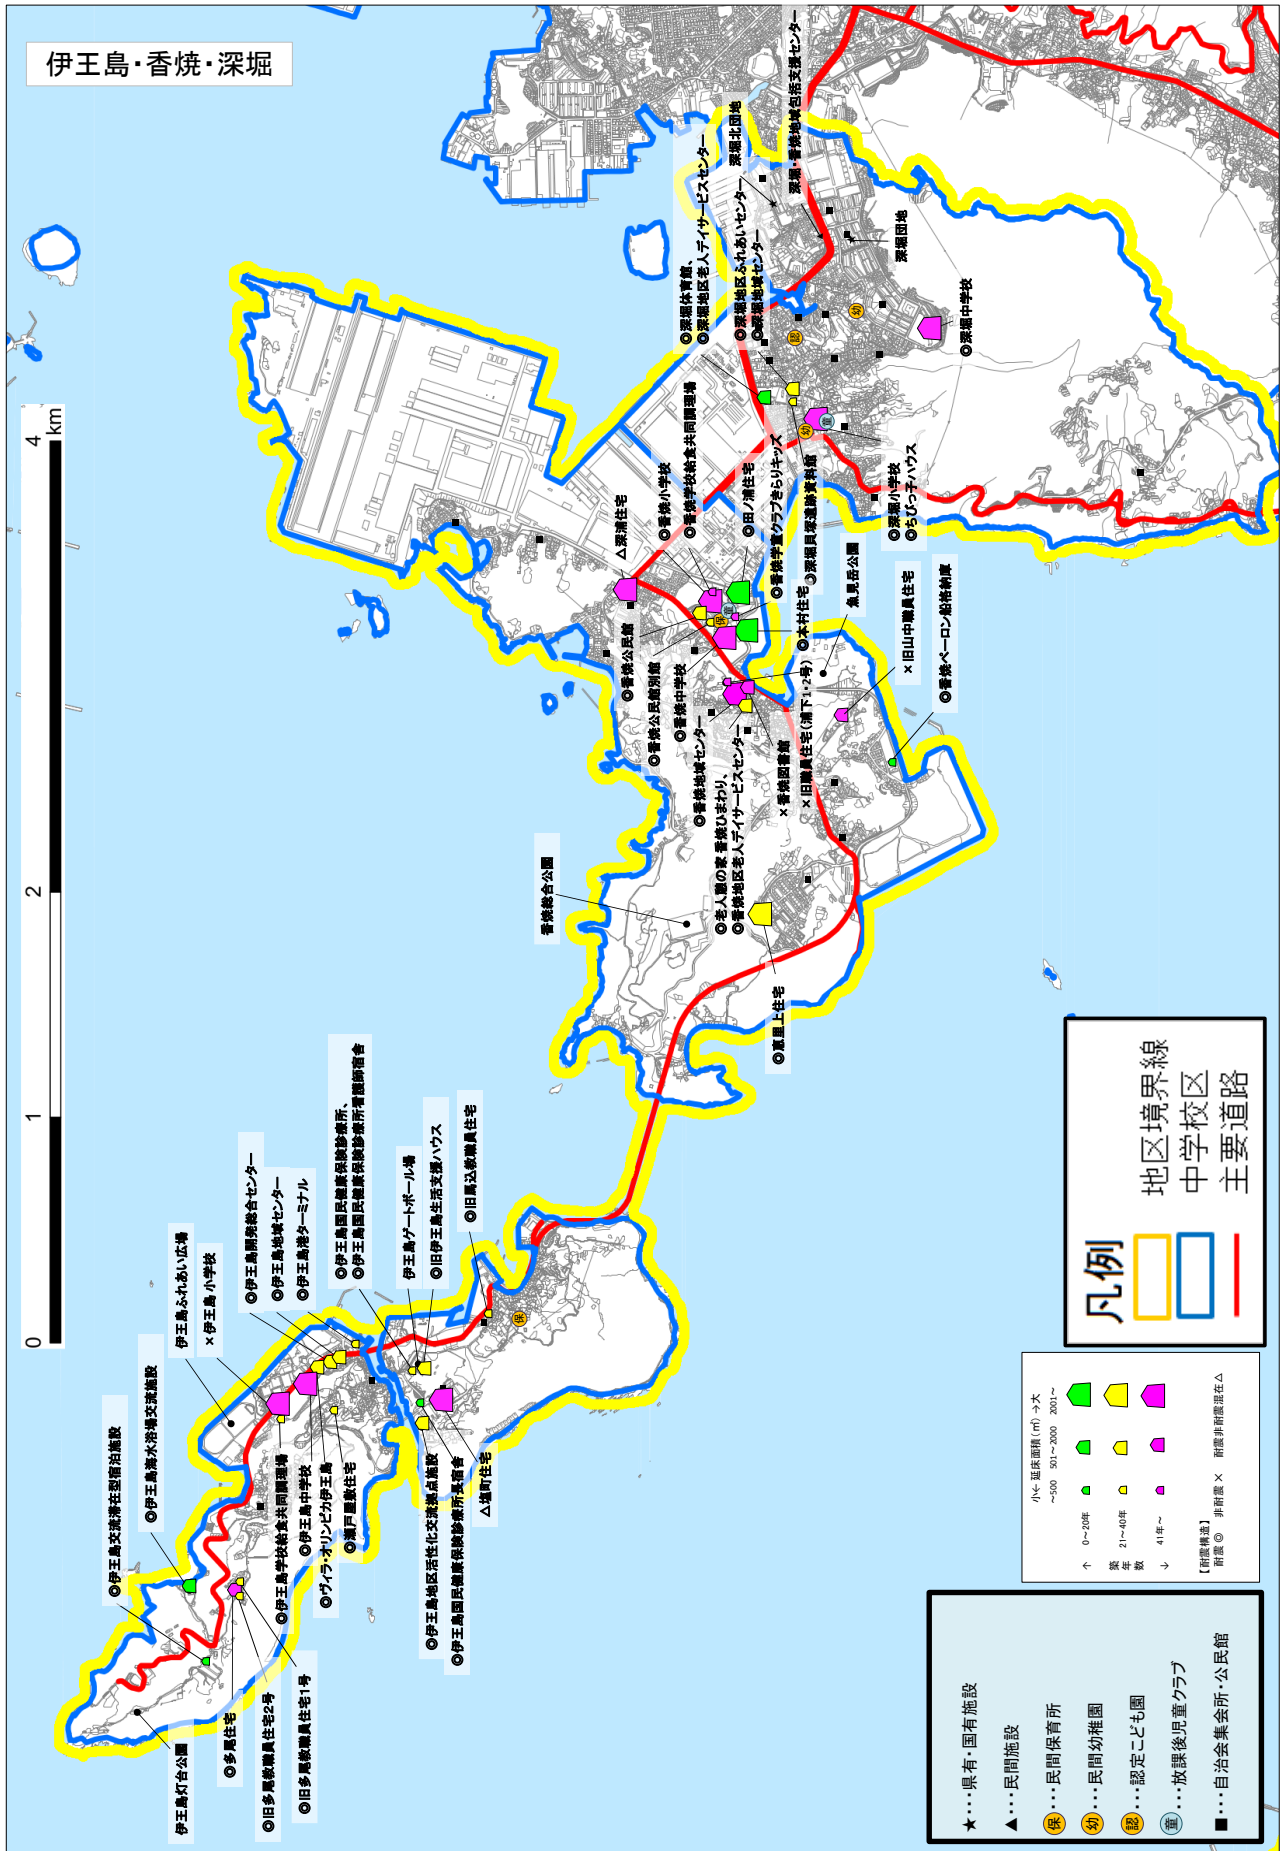 伊王島・香焼・深堀
4
km
2
1
0
◎深堀体育館、
◎深堀地区老人デイサービスセンター
◎深堀地区ふれあいセンター
◎深堀地域センター
深堀北団地
深堀・香焼地域包括支援センター
深堀団地
◎深堀中学校
△深浦住宅
◎香焼小学校
◎香焼学校給食共同調理場
◎田ノ浦住宅
◎香焼学童クラブきらりキッズ
◎深堀貝塚遺跡資料館
◎深堀小学校
◎ちびっ子ハウス
◎香焼公民館
◎香焼公民館別館
◎香焼中学校
◎香焼地域センター
◎老人憩の家 香焼ひまわり、
◎香焼地区老人デイサービスセンター
×香焼図書館
×旧職員住宅(浦下1・2号)
◎本村住宅
魚見岳公園
×旧山中職員住宅
◎香焼ペーロン船格納庫
香焼総合公園
◎恵里上住宅
◎伊王島開発総合センター
◎伊王島地域センター
◎伊王島港ターミナル
◎伊王島国民健康保険診療所、
◎伊王島国民健康保険診療所看護師宿舎
伊王島ゲートボール場
◎旧伊王島生活支援ハウス
◎旧馬込教職員住宅
伊王島ふれあい広場
×伊王島小学校
◎伊王島海水浴場交流施設
◎伊王島交流滞在型宿泊施設
◎伊王島学校給食共同調理場
◎伊王島中学校
◎ヴィラ・オリンピカ伊王島
◎瀬戸屋敷住宅
◎伊王島地区活性化交流拠点施設
◎伊王島国民健康保険診療所長宿舎
△塩町住宅
伊王島灯台公園
◎多尾住宅
◎旧多尾教職員住宅2号
◎旧多尾教職員住宅1号
認
幼
幼
童
童
保
保
凡例
地区境界線
中学校区
主要道路
小← 延床面積(㎡) →大
～500 501～2000 2001～
↑ 0～20年
築年数 21～40年
↓ 41年～
【耐震構造】
耐震◎ 非耐震× 耐震非耐震混在△
★・・・県有・国有施設
▲・・・民間施設
保・・・民間保育所
幼・・・民間幼稚園
認・・・認定こども園
童・・・放課後児童クラブ
■・・・自治会集会所・公民館